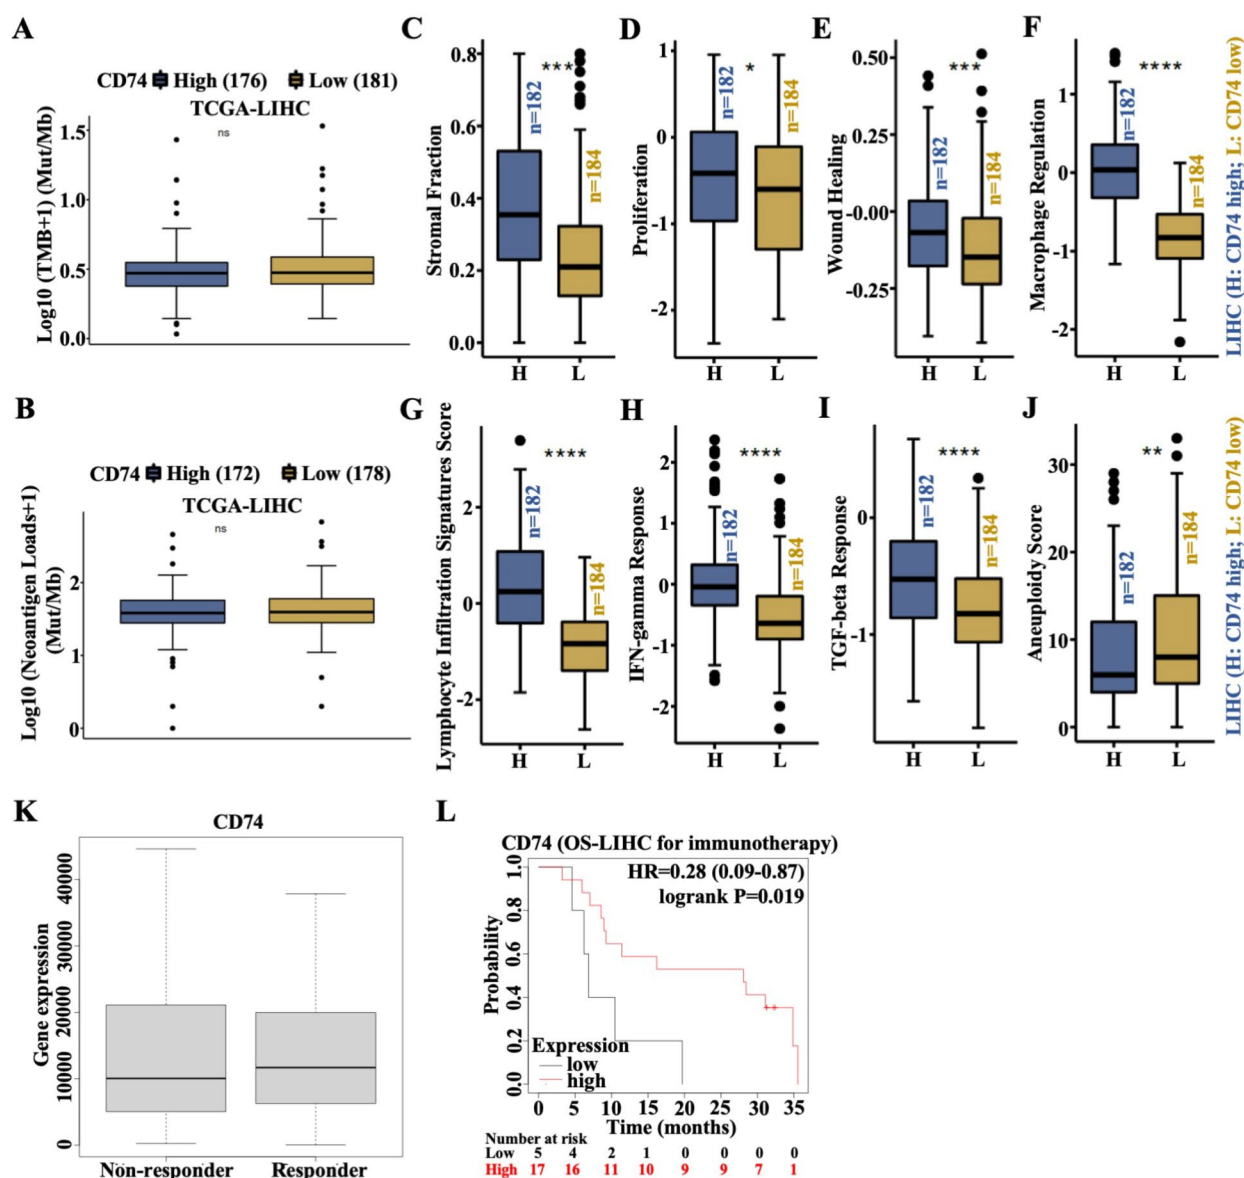 A
CD74 High (176) Low (181)
TCGA-LIHC
ns
Log10 (TMB+1) (Mut/Mb)
1.5
1.0
0.5
0.0
B
CD74 High (172) Low (178)
TCGA-LIHC
ns
Log10 (Neoantigen Loads+1)
(Mut/Mb)
2
1
0
C
Stromal Fraction
0.8
0.6
0.4
0.2
0.0
***
n=182
n=184
H L
D
Proliferation
1
0
-1
-2
*
n=182
n=184
H L
E
Wound Healing
0.50
0.25
-0.00
-0.25
***
n=182
n=184
H L
F
Macrophage Regulation
1
0
-1
-2
****
n=182
n=184
H L
LIHC (H: CD74 high; L: CD74 low)
G
Lymphocyte Infiltration Signatures Score
2
0
-2
****
n=182
n=184
H L
H
IFN-gamma Response
2
1
0
-1
-2
****
n=182
n=184
H L
I
TGF-beta Response
0
-1
****
n=182
n=184
H L
J
Aneuploidy Score
30
20
10
0
**
n=182
n=184
H L
LIHC (H: CD74 high; L: CD74 low)
K
CD74
Gene expression
40000
30000
20000
10000
0
Non-responder Responder
L
CD74 (OS-LIHC for immunotherapy)
HR=0.28 (0.09-0.87)
logrank P=0.019
Probability
1.0
0.8
0.6
0.4
0.2
0.0
Expression
low
high
0 5 10 15 20 25 30 35
Time (months)
Number at risk
Low 5 4 2 1 0 0 0 0
High 17 16 11 10 9 9 7 1